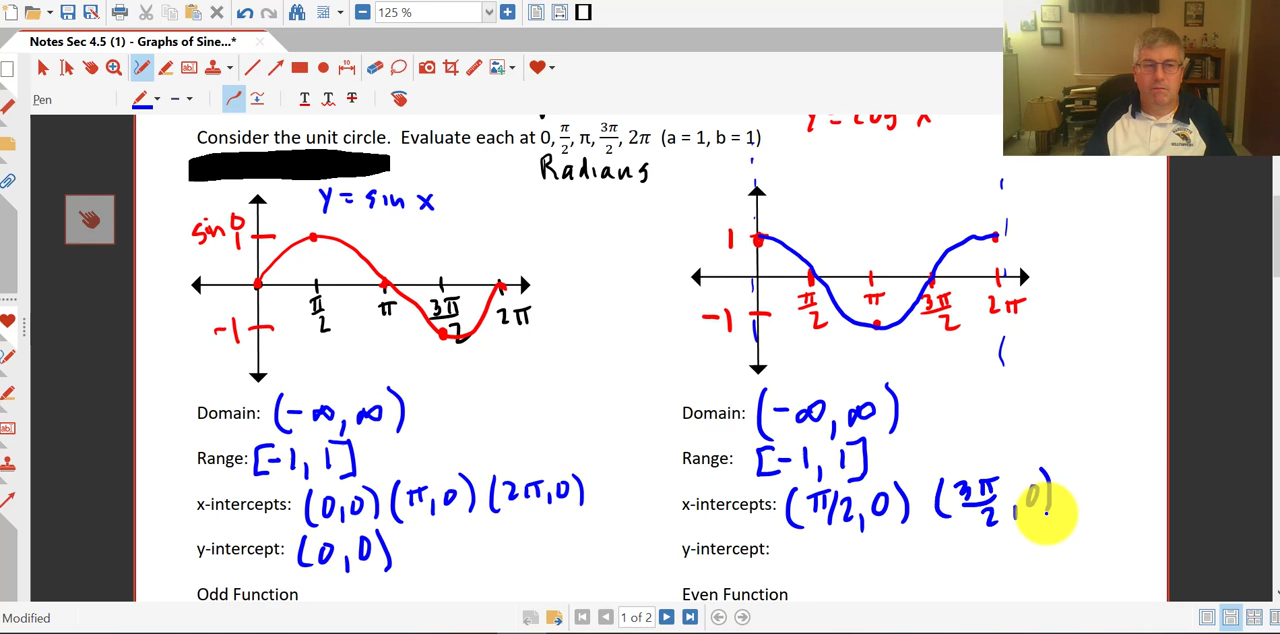 125 %
Notes Sec 4.5 (1) - Graphs of Sine...*
Pen
Consider the unit circle. Evaluate each at 0, π/2, π, 3π/2, 2π (a = 1, b = 1)
Radians
y = sin x
sin 0
1
-1
π/2
π
3π/2
2π
1
-1
π/2
π
3π/2
2π
Domain: (-∞, ∞)
Range: [-1, 1]
x-intercepts: (0,0) (π,0) (2π,0)
y-intercept: (0,0)
Odd Function
Domain: (-∞, ∞)
Range: [-1, 1]
x-intercepts: (π/2, 0) (3π/2, 0)
y-intercept:
Even Function
Modified
1 of 2